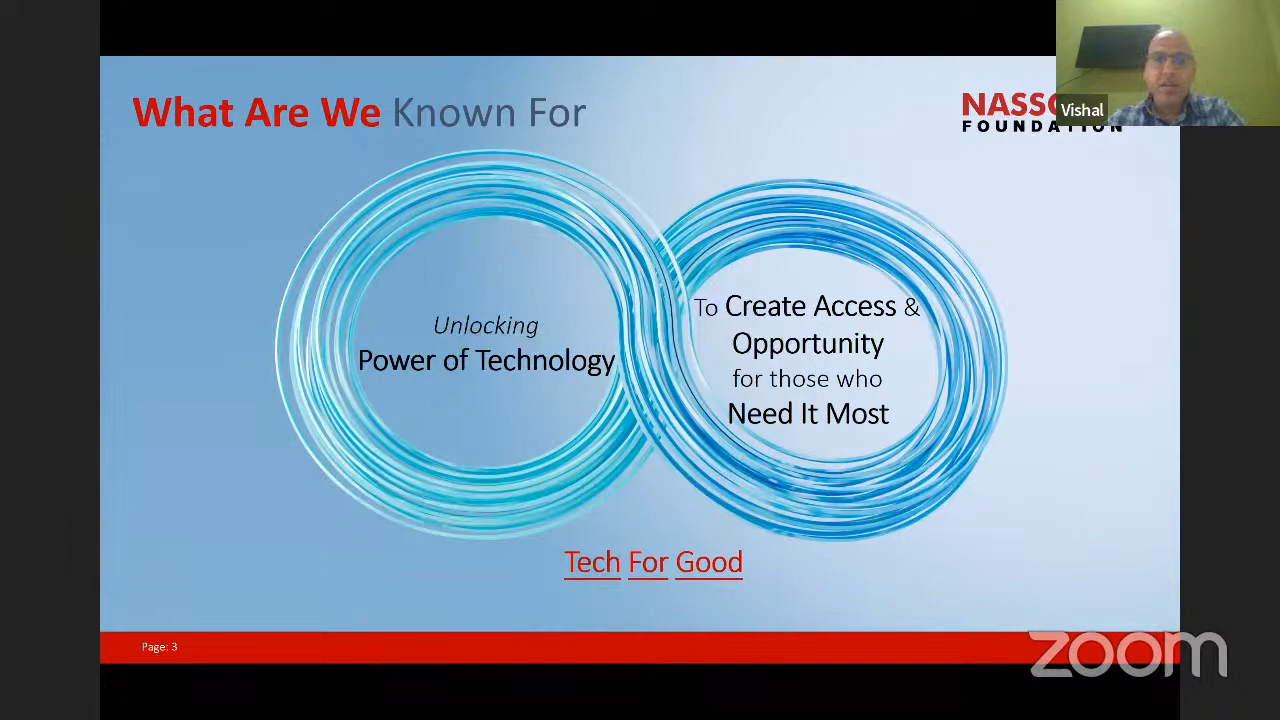 What Are We Known For
Vishal
FOUNDATION
Unlocking
Power of Technology
To Create Access &
Opportunity
for those who
Need It Most
Tech For Good
Page: 3
zoom